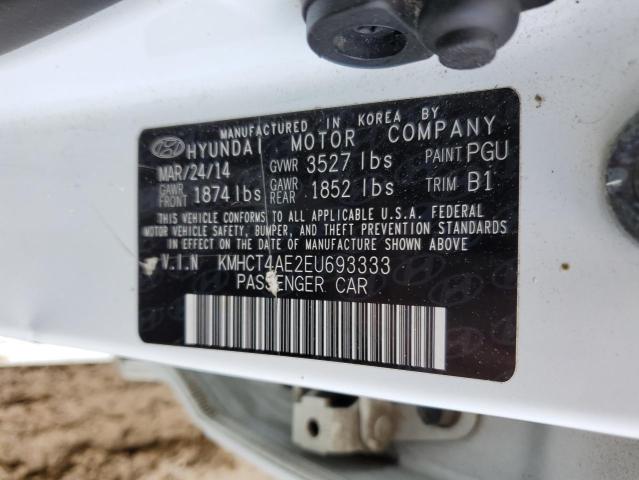 MANUFACTURED IN KOREA BY
HYUNDAI MOTOR COMPANY
MAR/24/14 GVWR 3527 lbs PAINT PGU
GAWR FRONT 1874 lbs GAWR REAR 1852 lbs TRIM B1
THIS VEHICLE CONFORMS TO ALL APPLICABLE U.S.A. FEDERAL
MOTOR VEHICLE SAFETY, BUMPER, AND THEFT PREVENTION STANDARDS
IN EFFECT ON THE DATE OF MANUFACTURE SHOWN ABOVE
V.I.N KMHCT4AE2EU693333
PASSENGER CAR